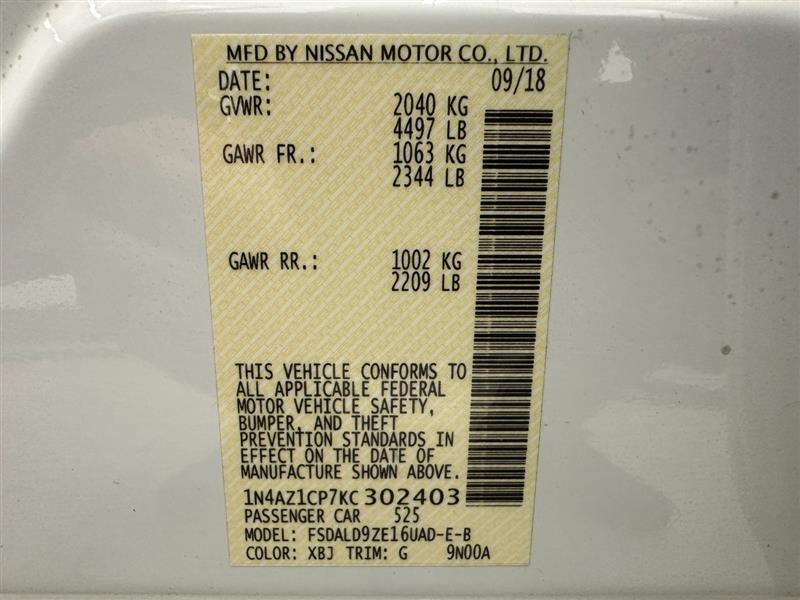 MFD BY NISSAN MOTOR CO., LTD.
DATE: 09/18
GVWR: 2040 KG
4497 LB
GAWR FR.: 1063 KG
2344 LB
GAWR RR.: 1002 KG
2209 LB
THIS VEHICLE CONFORMS TO
ALL APPLICABLE FEDERAL
MOTOR VEHICLE SAFETY,
BUMPER, AND THEFT
PREVENTION STANDARDS IN
EFFECT ON THE DATE OF
MANUFACTURE SHOWN ABOVE.
1N4AZ1CP7KC 302403
PASSENGER CAR 525
MODEL: FSDALD9ZE16UAD-E-B
COLOR: XBJ TRIM: G 9N00A